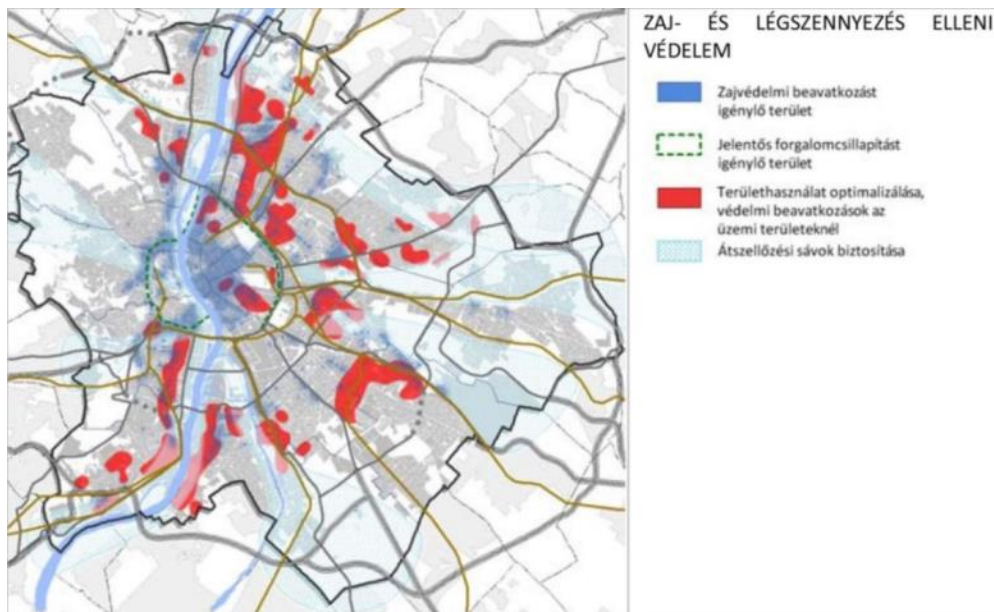 ZAJ- ÉS LÉGSZENNYEZÉS ELLENI
VÉDELEM
Zajvédelmi beavatkozást
igénylő terület
Jelentős forgalomcsillapítást
igénylő terület
Területhasználat optimalizálása,
védelmi beavatkozások az
üzemi területeknél
Átszellőzési sávok biztosítása